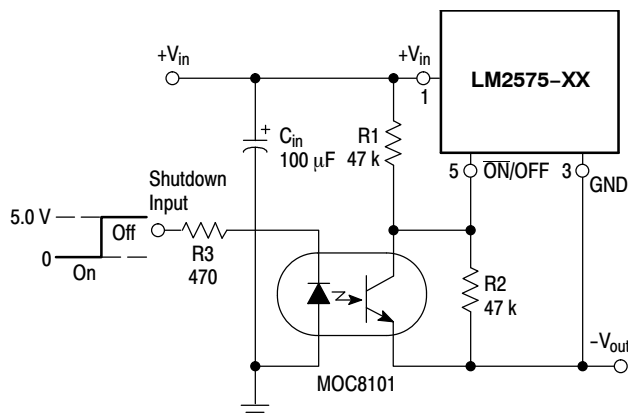 +Vin
+Vin
1
LM2575–XX
Cin
100 μF
+
R1
47 k
5
ON/OFF
3
GND
Shutdown
Input
5.0 V
Off
0
On
R3
470
R2
47 k
–Vout
MOC8101